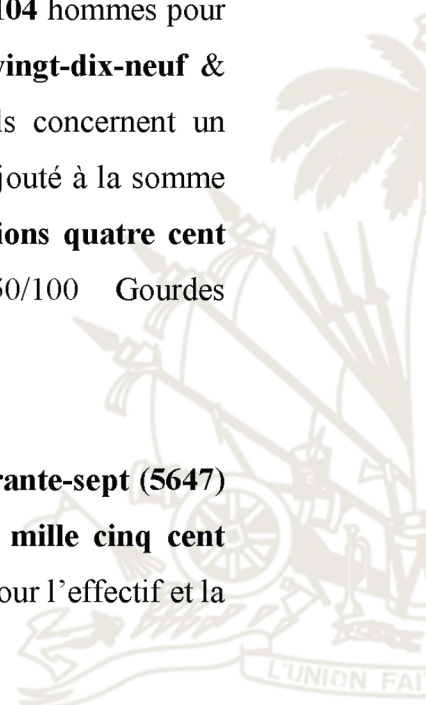 104 hommes pour
vingt-dix-neuf &
ls concernent un
jouté à la somme
ions quatre cent
50/100 Gourdes
rante-sept (5647)
mille cinq cent
our l'effectif et la
L'UNION FAI